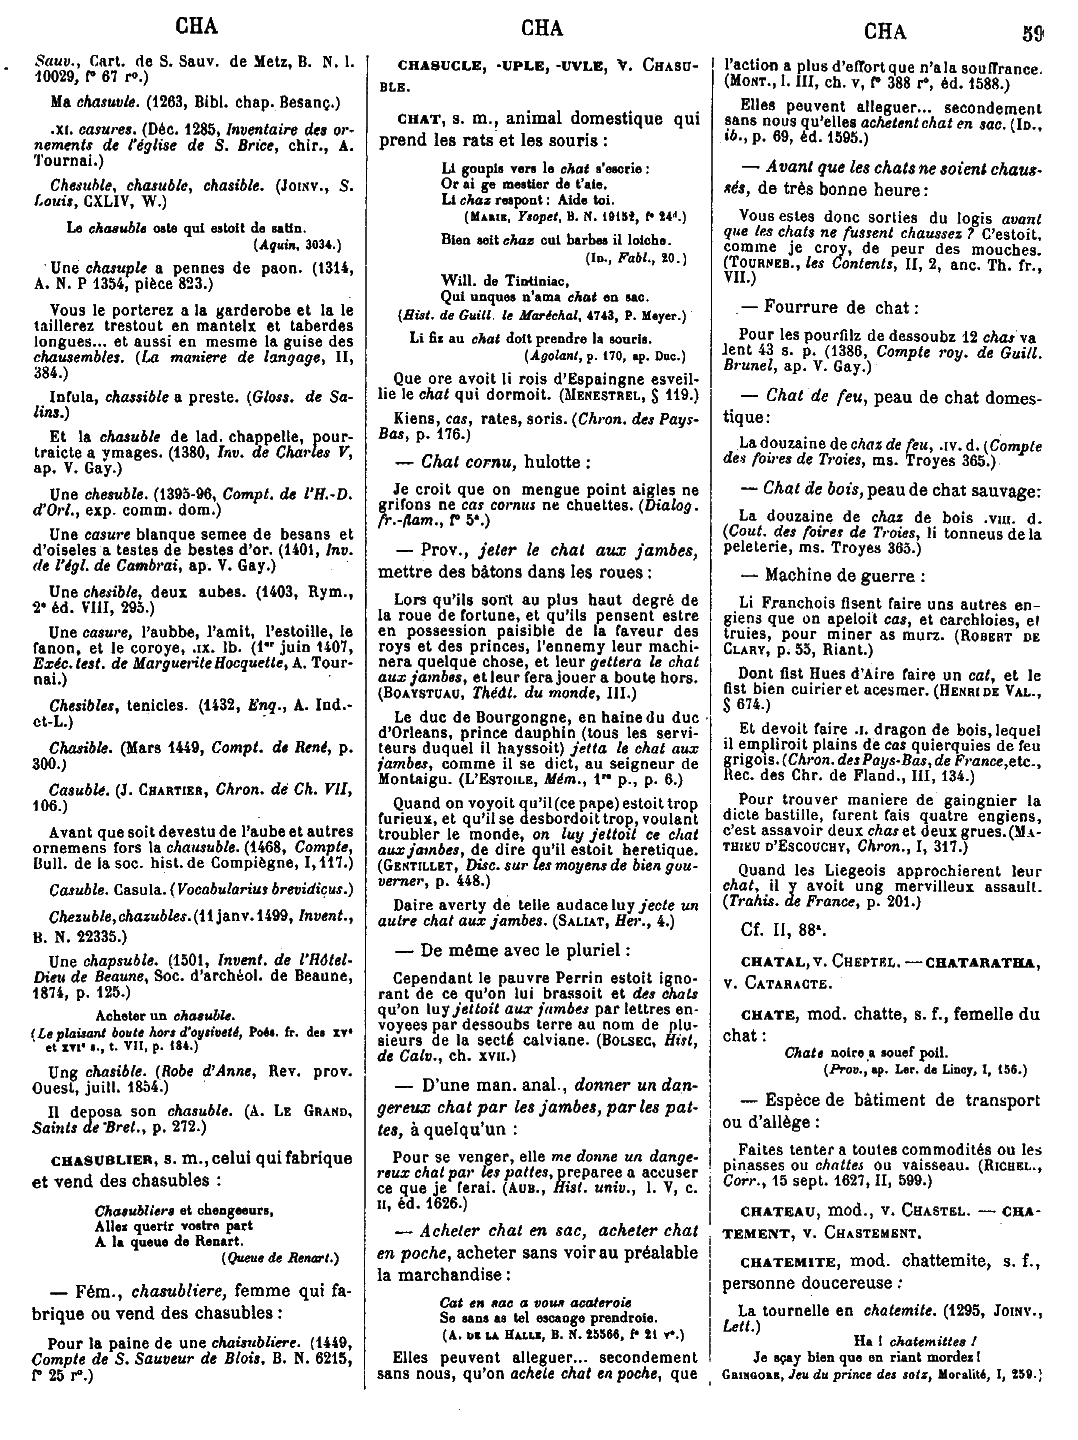 CHA
CHA
CHA
59
Sauv., Cart. de S. Sauv. de Metz, B. N. l.
10029, f° 67 r°.)
Ma chasuvle. (1263, Bibl. chap. Besanç.)
.XI. casures. (Déc. 1285, Inventaire des or-
nements de l'église de S. Brice, chir., A.
Tournai.)
Chesuble, chasuble, chasible. (JOINV., S.
Louis, CXLIV, W.)
Le chasuble oste qui estoit de satin.
(Aquin, 3034.)
Une chasuple a pennes de paon. (1314,
A. N. P 1354, pièce 823.)
Vous le porterez a la garderobe et la le
taillerez trestout en mantelx et taberdes
longues... et aussi en mesme la guise des
chausembles. (La maniere de langage, II,
384.)
Infula, chassible a preste. (Gloss. de Sa-
lins.)
Et la chasuble de lad. chappelle, pour-
traicte a ymages. (1380, Inv. de Charles V,
ap. V. Gay.)
Une chesuble. (1395-96, Compt. de l'H.-D.
d'Orl., exp. comm. dom.)
Une casure blanque semee de besans et
d'oiseles a testes de bestes d'or. (1401, Inv.
de l'égl. de Cambrai, ap. V. Gay.)
Une chesible, deux aubes. (1403, Rym.,
2e éd. VIII, 295.)
Une casure, l'aubbe, l'amit, l'estoille, le
fanon, et le coroye, .IX. lb. (1er juin 1407,
Exéc. test. de Marguerite Hocquette, A. Tour-
nai.)
Chesibles, tenicles. (1432, Enq., A. Ind.-
et-L.)
Chasible. (Mars 1449, Compt. de René, p.
300.)
Casuble. (J. CHARTIER, Chron. de Ch. VII,
106.)
Avant que soit devestu de l'aube et autres
ornemens fors la chausuble. (1468, Compte,
Bull. de la soc. hist. de Compiègne, I, 117.)
Casuble. Casula. (Vocabularius brevidicus.)
Chezuble, chazubles. (11 janv. 1499, Invent.,
B. N. 22335.)
Une chapsuble. (1501, Invent. de l'Hôtel-
Dieu de Beaune, Soc. d'archéol. de Beaune,
1874, p. 125.)
Acheter un chasuble.
(Le plaisant boute hors d'oysiveté, Poés. fr. des XVe
et XVIe s., t. VII, p. 184.)
Ung chasible. (Robe d'Anne, Rev. prov.
Ouest, juill. 1854.)
Il deposa son chasuble. (A. LE GRAND,
Saints de Bret., p. 272.)
CHASUBLIER, s. m., celui qui fabrique
et vend des chasubles :
Chasubliers et chengeeurs,
Allez querir vostre part
A la queue de Renart.
(Queue de Renart.)
— Fém., chasubliere, femme qui fa-
brique ou vend des chasubles :
Pour la paine de une chaisubliere. (1449,
Compte de S. Sauveur de Blois, B. N. 6215,
f° 25 r°.)
CHASUCLE, -UPLE, -UVLE, V. CHASU-
BLE.
CHAT, s. m., animal domestique qui
prend les rats et les souris :
Li goupis vers le chat s'escrie :
Or ai ge mestier de t'aie.
Li chaz respont : Aide toi.
(MARIE, Ysopet, B. N. 19152, f° 24d.)
Bien seit chaz cui barbes il loiche.
(ID., Fabl., 20.)
Will. de Tintiniac,
Qui unques n'ama chat en sac.
(Hist. de Guill. le Maréchal, 4743, P. Meyer.)
Li fix au chat doit prendre la souris.
(Agolant, p. 170, ap. Duc.)
Que ore avoit li rois d'Espaingne esveil-
lie le chat qui dormoit. (MENESTREL, § 119.)
Kiens, cas, rates, soris. (Chron. des Pays-
Bas, p. 176.)
— Chat cornu, hulotte :
Je croit que on mengue point aigles ne
grifons ne cas cornus ne chuettes. (Dialog.
fr.-flam., f° 5a.)
— Prov., jeter le chat aux jambes,
mettre des bâtons dans les roues :
Lors qu'ils sont au plus haut degré de
la roue de fortune, et qu'ils pensent estre
en possession paisible de la faveur des
roys et des princes, l'ennemy leur machi-
nera quelque chose, et leur gettera le chat
aux jambes, et leur fera jouer a boute hors.
(BOAYSTUAU, Théât. du monde, III.)
Le duc de Bourgongne, en haine du duc
d'Orleans, prince dauphin (tous les servi-
teurs duquel il hayssoit) jetta le chat aux
jambes, comme il se dict, au seigneur de
Montaigu. (L'ESTOILE, Mém., 1re p., p. 6.)
Quand on voyoit qu'il (ce pape) estoit trop
furieux, et qu'il se desbordoit trop, voulant
troubler le monde, on luy jettoit ce chat
aux jambes, de dire qu'il estoit heretique.
(GENTILLET, Disc. sur les moyens de bien gou-
verner, p. 448.)
Daire averty de telle audace luy jecte un
autre chat aux jambes. (SALIAT, Her., 4.)
— De même avec le pluriel :
Cependant le pauvre Perrin estoit igno-
rant de ce qu'on lui brassoit et des chats
qu'on luy jettoit aux jambes par lettres en-
voyees par dessoubs terre au nom de plu-
sieurs de la secte calviane. (BOLSEC, Hist,
de Calv., ch. XVII.)
— D'une man. anal., donner un dan-
gereux chat par les jambes, par les pat-
tes, à quelqu'un :
Pour se venger, elle me donne un dange-
reux chat par les pattes, preparee a accuser
ce que je ferai. (AUB., Hist. univ., l. V, c.
II, éd. 1626.)
— Acheter chat en sac, acheter chat
en poche, acheter sans voir au préalable
la marchandise :
Cat en sac a vous acateroie
Se sans as tel escange prendroie.
(A. DE LA HALLE, B. N. 25566, f° 21 v°.)
Elles peuvent alleguer... secondement
sans nous, qu'on achele chat en poche, que
l'action a plus d'effort que n'a la souffrance.
(MONT., l. III, ch. V, f° 388 r°, éd. 1588.)
Elles peuvent alleguer... secondement
sans nous qu'elles achetent chat en sac. (ID.,
ib., p. 69, éd. 1595.)
— Avant que les chats ne soient chaus-
sés, de très bonne heure :
Vous estes donc sorties du logis avant
que les chats ne fussent chaussez ? C'estoit,
comme je croy, de peur des mouches.
(TOURNEB., les Contents, II, 2, anc. Th. fr.,
VII.)
— Fourrure de chat :
Pour les pourfilz de dessoubz 12 chas va
lent 43 s. p. (1386, Compte roy. de Guill.
Brunel, ap. V. Gay.)
— Chat de feu, peau de chat domes-
tique:
La douzaine de chaz de feu, .IV. d. (Compte
des foires de Troies, ms. Troyes 365.)
— Chat de bois, peau de chat sauvage:
La douzaine de chaz de bois .VIII. d.
(Cout. des foires de Troies, li tonneus de la
peleterie, ms. Troyes 365.)
— Machine de guerre :
Li Franchois fisent faire uns autres en-
giens que on apeloit cas, et carchloies, et
truies, pour miner as murz. (ROBERT DE
CLARY, p. 55, Riant.)
Dont fist Hues d'Aire faire un cat, et le
fist bien cuirier et acesmer. (HENRI DE VAL.,
§ 674.)
Et devoit faire .I. dragon de bois, lequel
il empliroit plains de cas quierquies de feu
grigois. (Chron. des Pays-Bas, de France, etc.,
Rec. des Chr. de Fland., III, 134.)
Pour trouver maniere de gaingnier la
dicte bastille, furent fais quatre engiens,
c'est assavoir deux chas et deux grues. (MA-
THIEU D'ESCOUCHY, Chron., I, 317.)
Quand les Liegeois approchierent leur
chat, il y avoit ung mervilleux assault.
(Trahis. de France, p. 201.)
Cf. II, 88a.
CHATAL, V. CHEPTEL. — CHATARATHA,
V. CATARACTE.
CHATE, mod. chatte, s. f., femelle du
chat :
Chate noire a souef poil.
(Prov., ap. Ler. de Lincy, I, 156.)
— Espèce de bâtiment de transport
ou d'allège :
Faites tenter a toutes commodités ou les
pinasses ou chattes ou vaisseau. (RICHEL.,
Corr., 15 sept. 1627, II, 599.)
CHATEAU, mod., v. CHASTEL. — CHA-
TEMENT, V. CHASTEMENT.
CHATEMITE, mod. chattemite, s. f.,
personne doucereuse :
La tournelle en chatemite. (1295, JOINV.,
Lett.)
Ha ! chatemittes !
Je sçay bien que en riant mordez !
GRINGORE, Jeu du prince des sotz, Moralité, I, 259.)